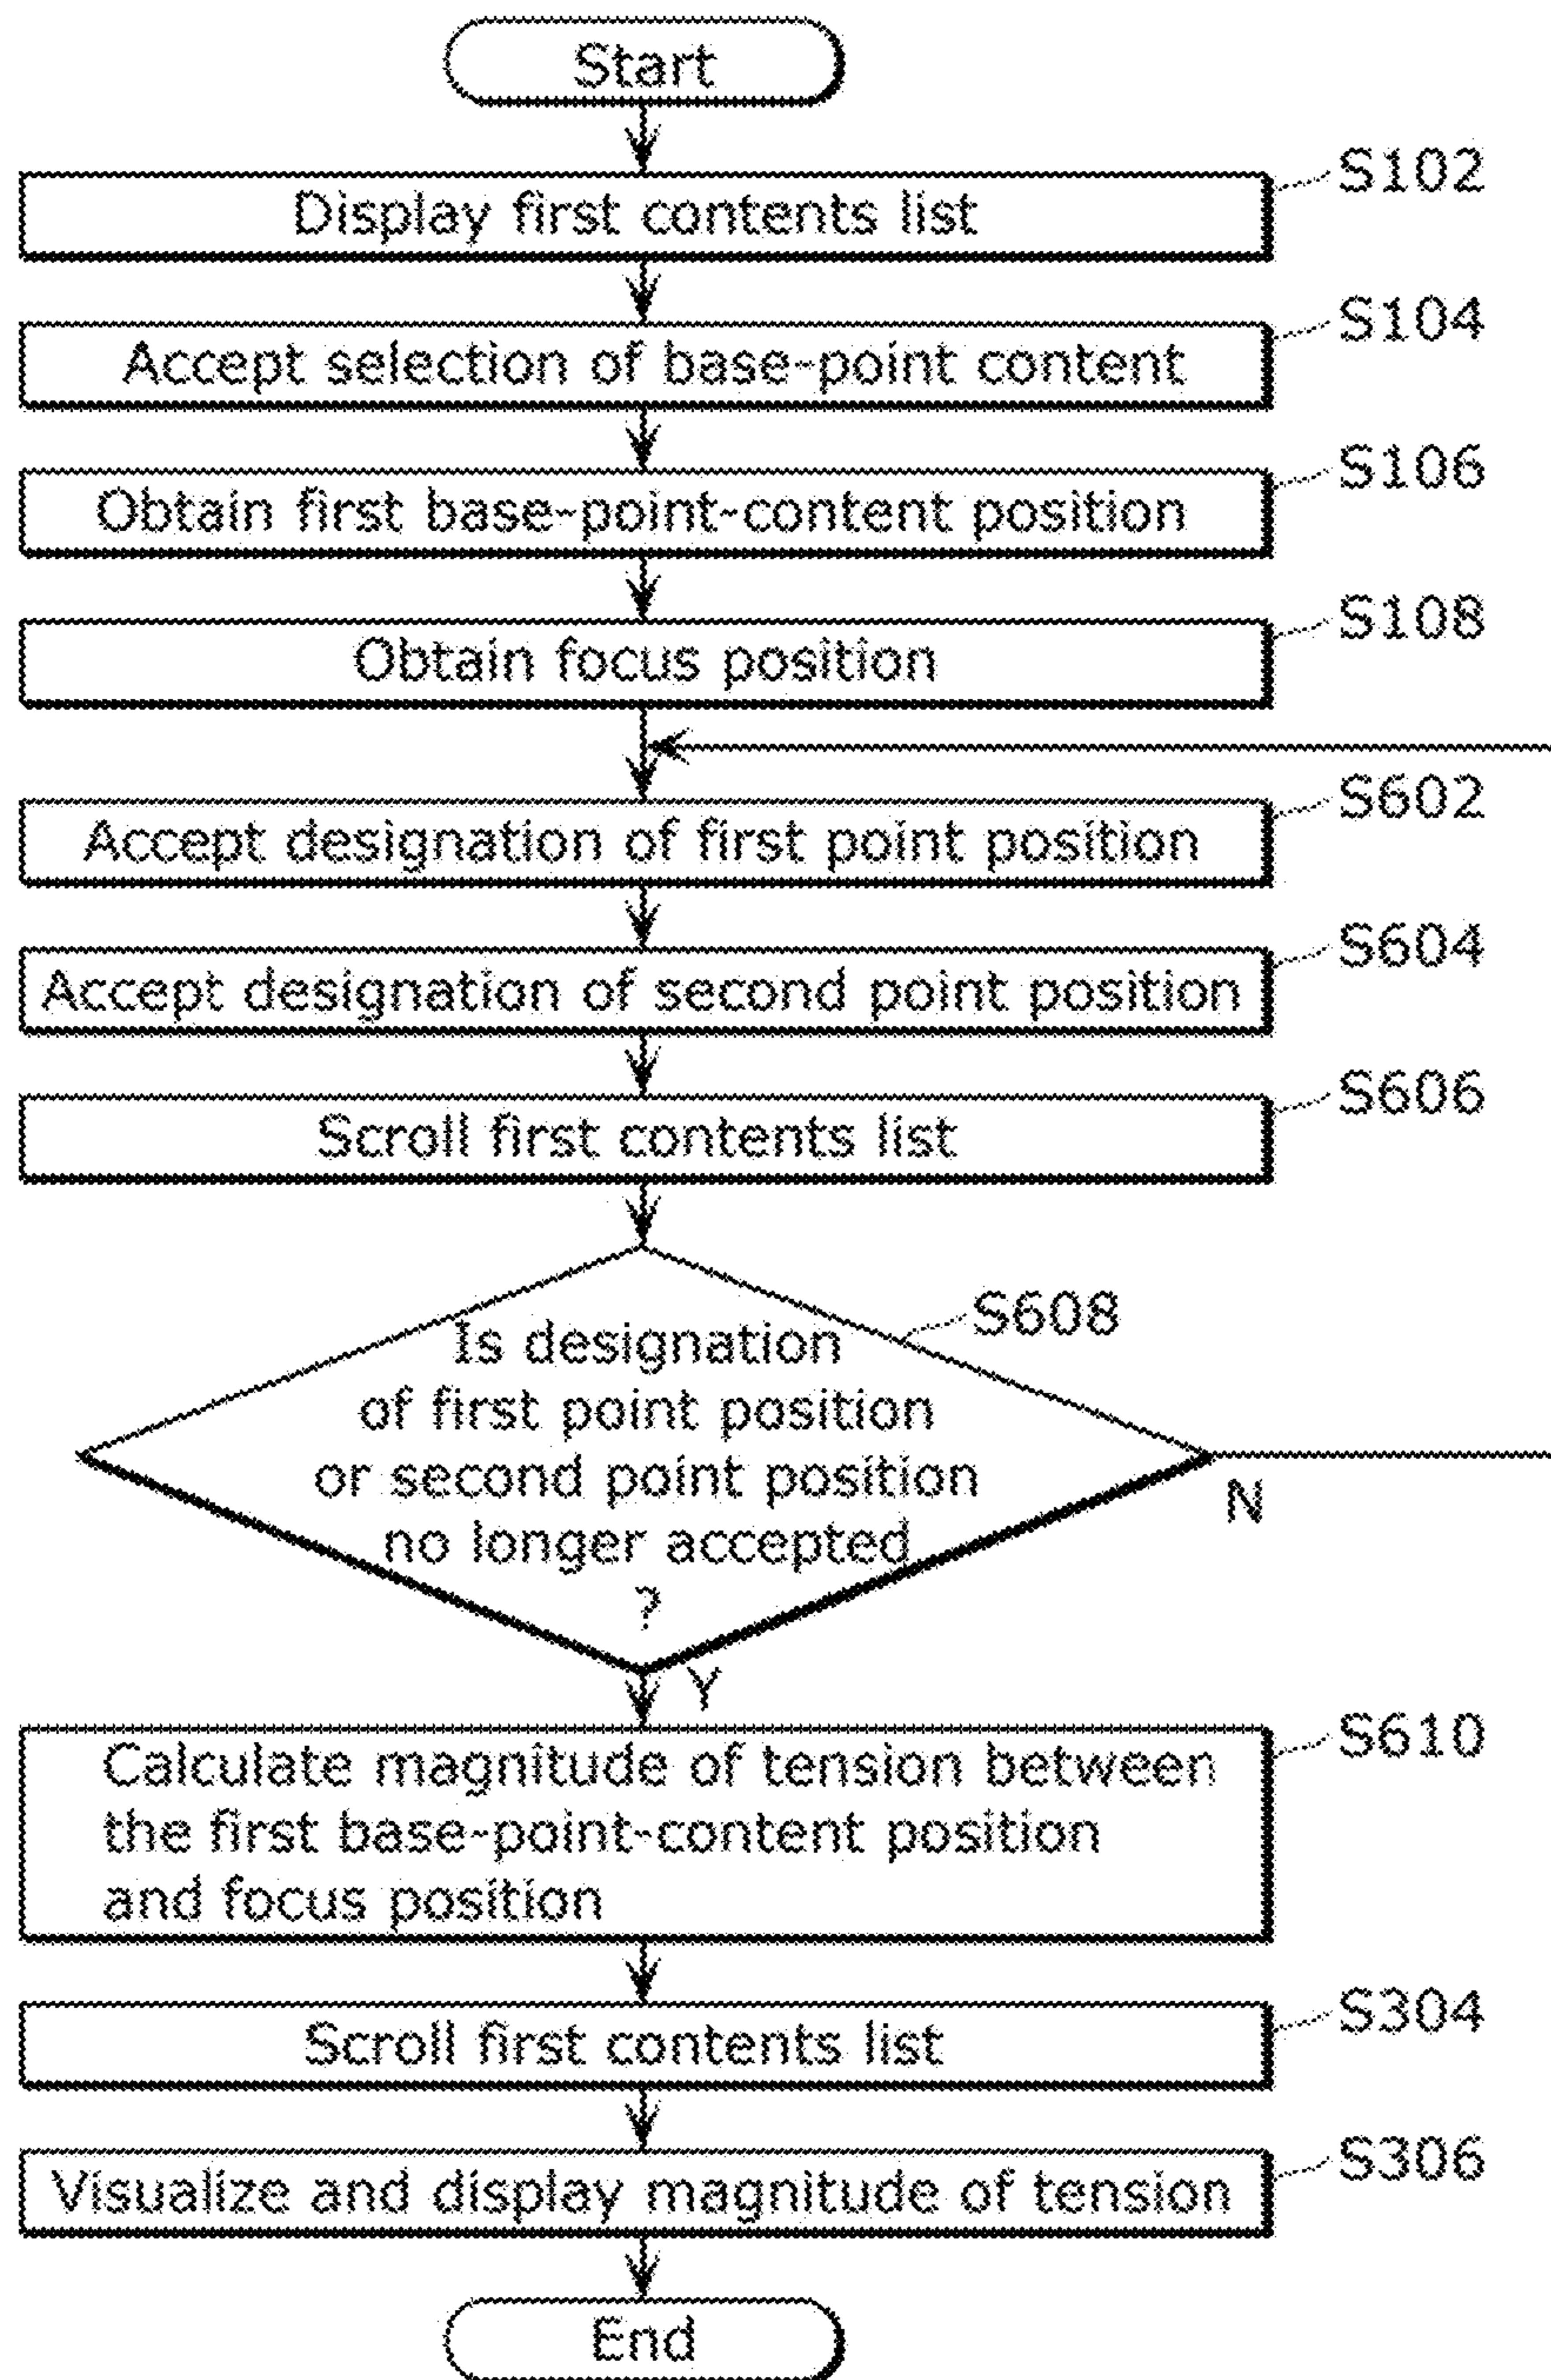 Start
S102
Display first contents list
S104
Accept selection of base-point content
S106
Obtain first base-point-content position
S108
Obtain focus position
S602
Accept designation of first point position
S604
Accept designation of second point position
S606
Scroll first contents list
S608
Is designation
of first point position
or second point position
no longer accepted
?
N
Y
S610
Calculate magnitude of tension between
the first base-point-content position
and focus position
S304
Scroll first contents list
S306
Visualize and display magnitude of tension
End